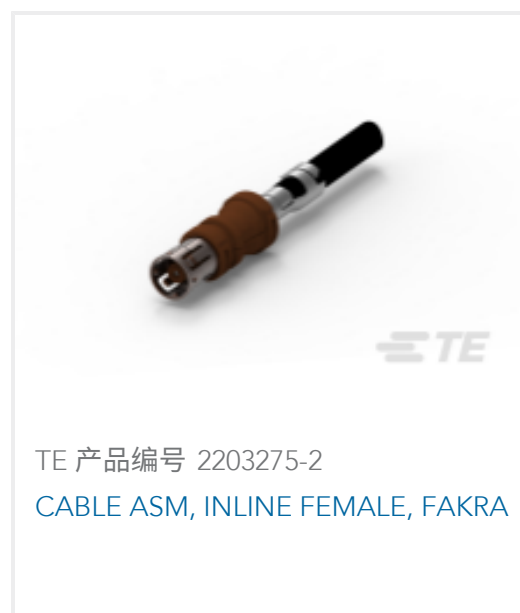 TE
TE 产品编号 2203275-2
CABLE ASM, INLINE FEMALE, FAKRA